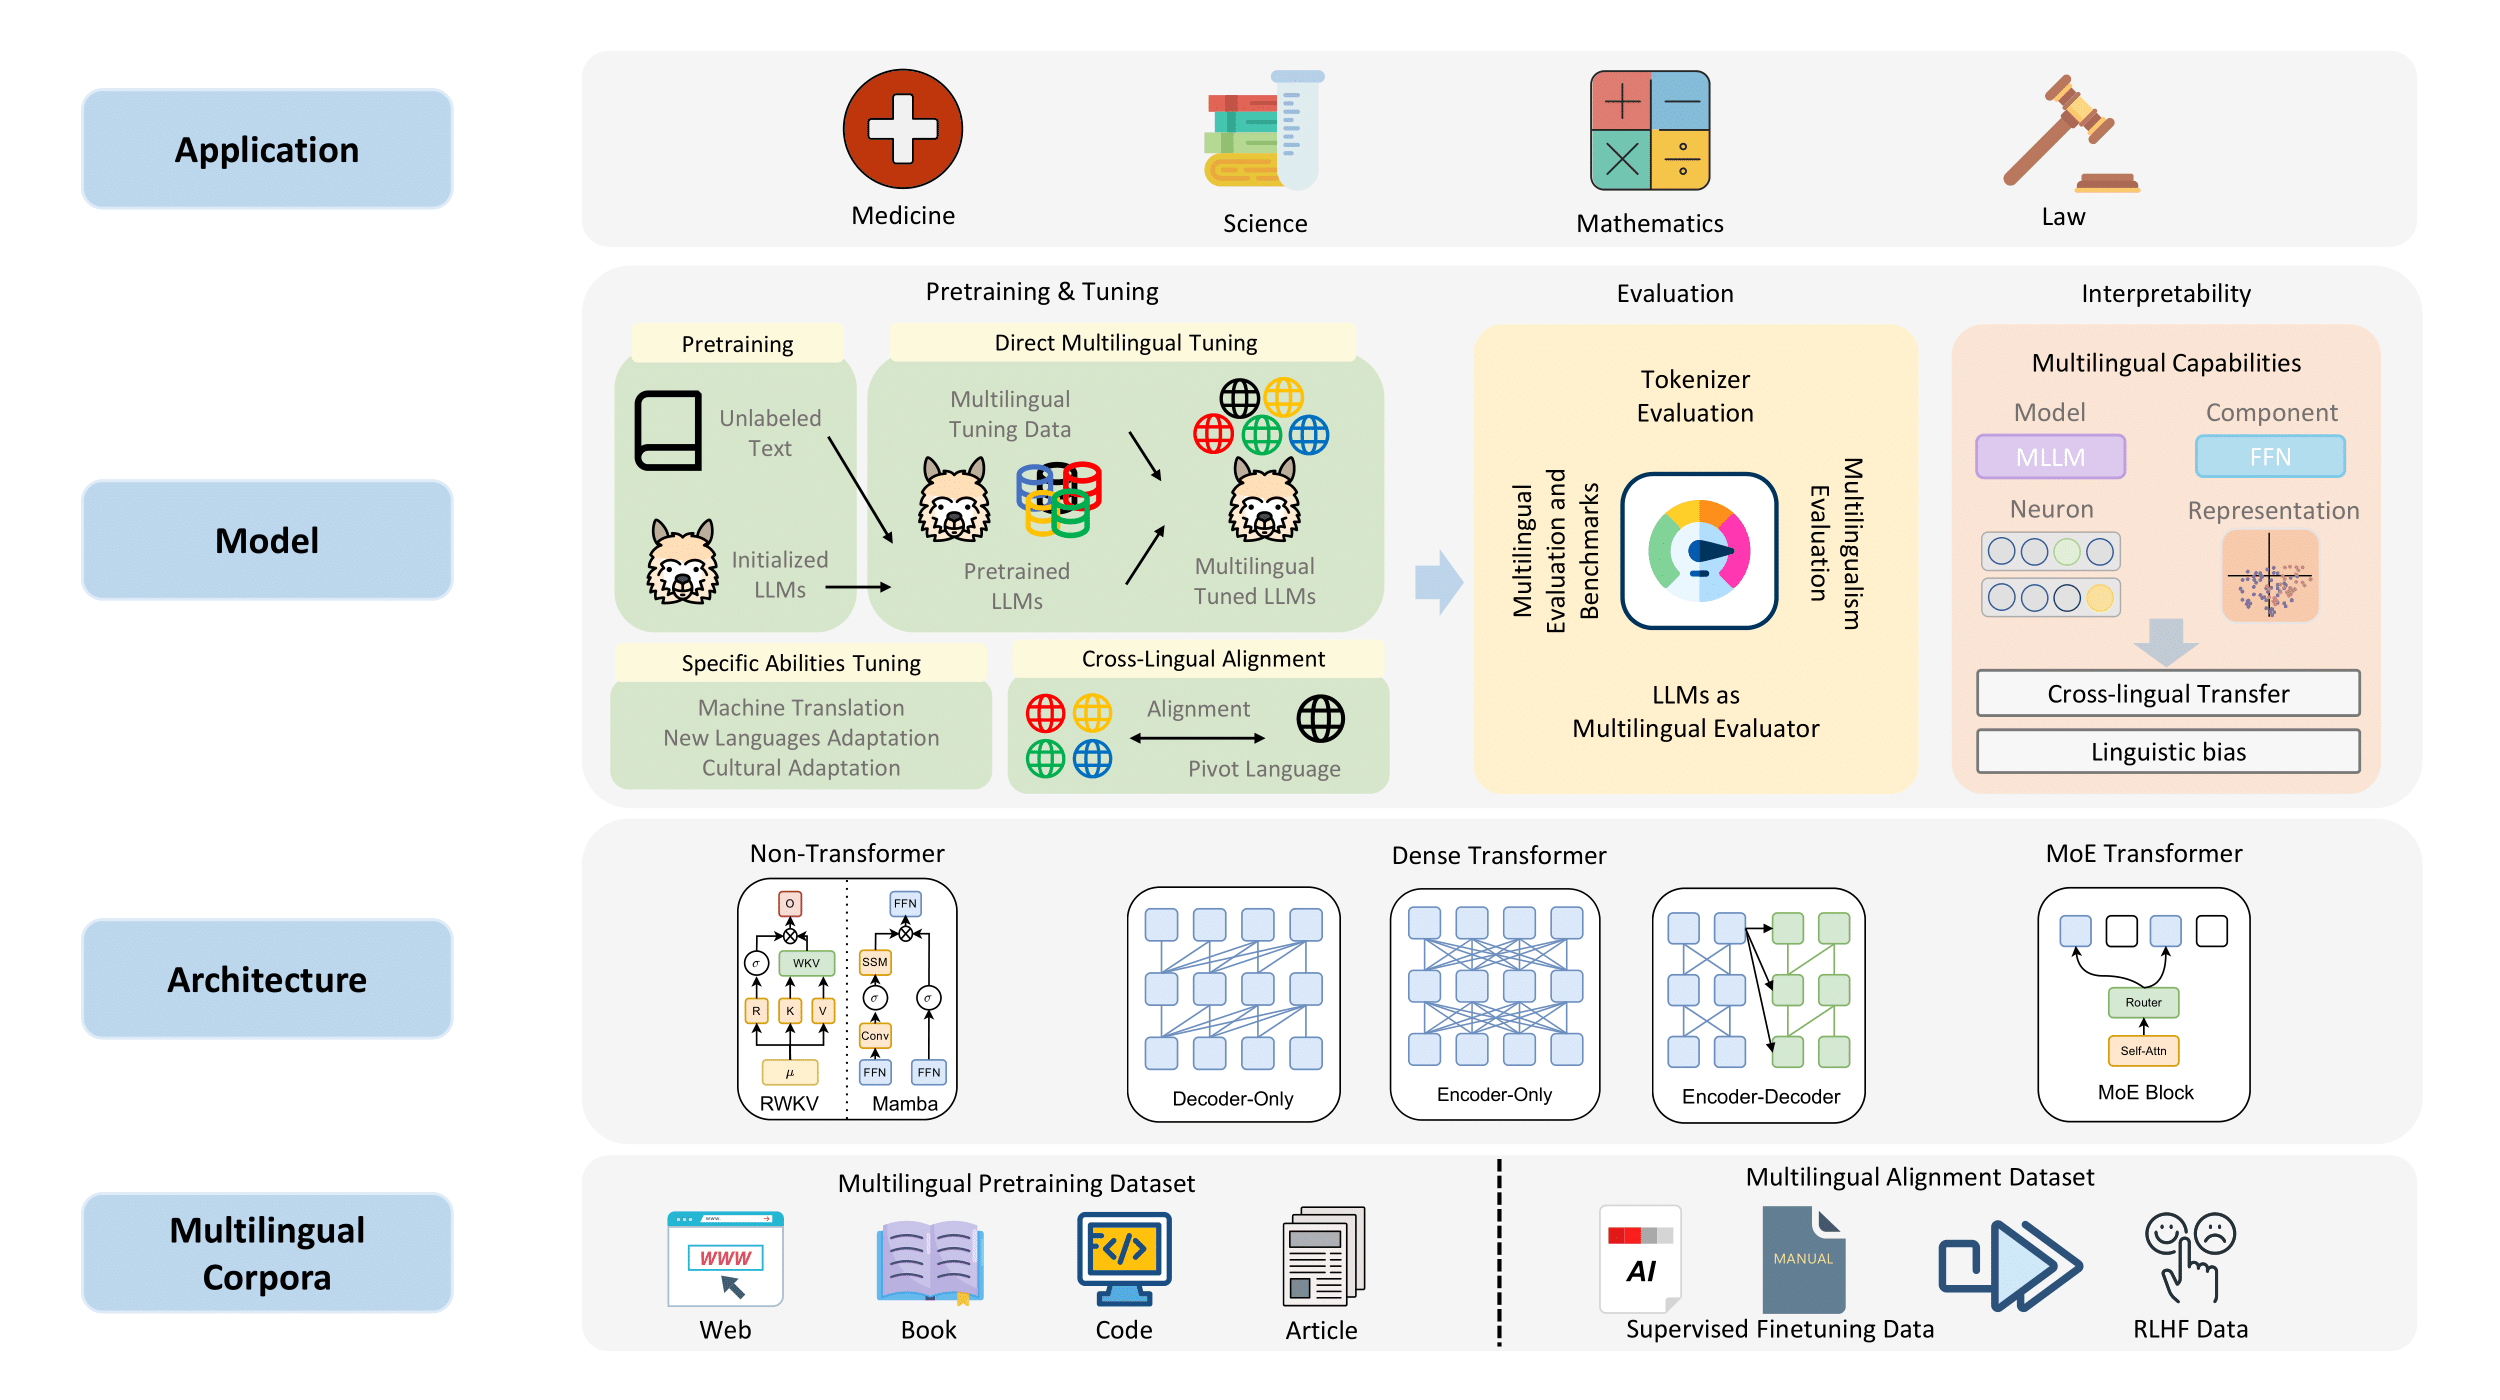 Application
Medicine
Science
Mathematics
Law
Model
Pretraining & Tuning
Pretraining
Unlabeled
Text
Initialized
LLMs
Direct Multilingual Tuning
Multilingual
Tuning Data
Pretrained
LLMs
Multilingual
Tuned LLMs
Specific Abilities Tuning
Machine Translation
New Languages Adaptation
Cultural Adaptation
Cross-Lingual Alignment
Alignment
Pivot Language
Evaluation
Tokenizer
Evaluation
Multilingual
Evaluation and
Benchmarks
Multilingualism
Evaluation
LLMs as
Multilingual Evaluator
Interpretability
Multilingual Capabilities
Model
Component
MLLM
FFN
Neuron
Representation
Cross-lingual Transfer
Linguistic bias
Architecture
Non-Transformer
O
σ
WKV
R
K
V
μ
RWKV
FFN
SSM
σ
σ
Conv
FFN
FFN
Mamba
Dense Transformer
Decoder-Only
Encoder-Only
Encoder-Decoder
MoE Transformer
Router
Self-Attn
MoE Block
Multilingual
Corpora
Multilingual Pretraining Dataset
www.
WWW
Web
Book
</>
Code
Article
Multilingual Alignment Dataset
AI
MANUAL
Supervised Finetuning Data
RLHF Data